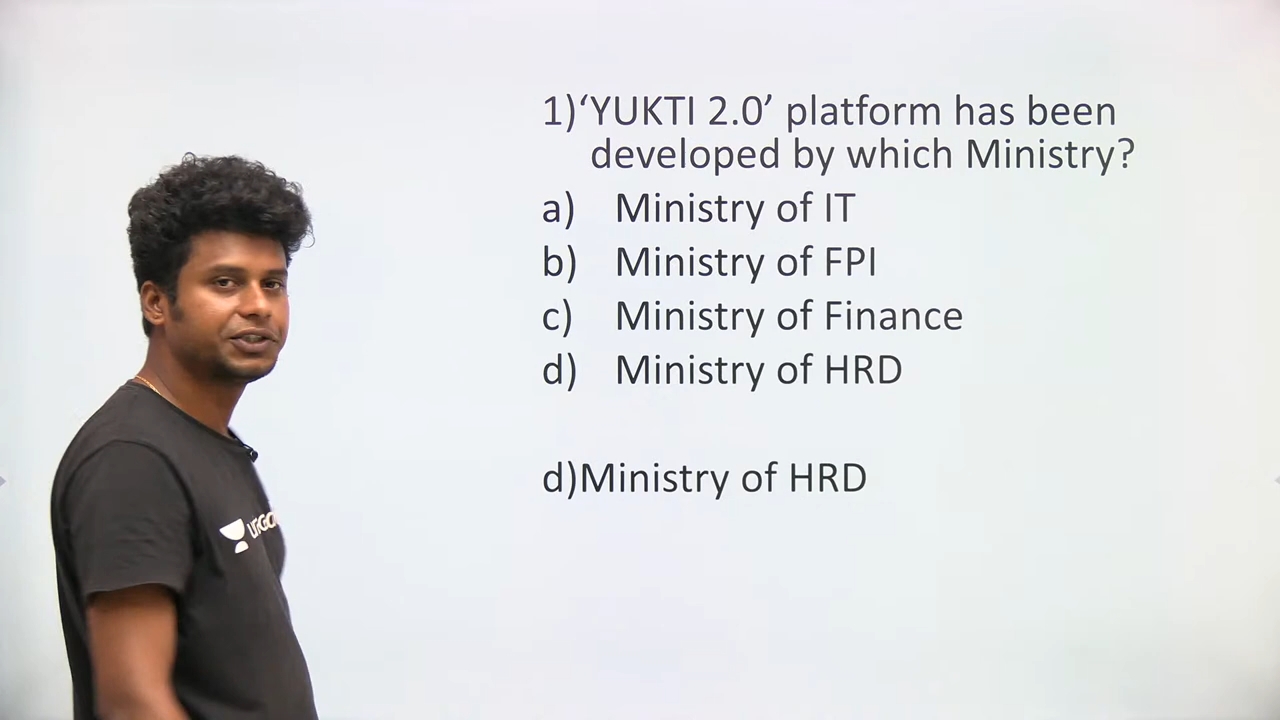 1)‘YUKTI 2.0’ platform has been
developed by which Ministry?
a) Ministry of IT
b) Ministry of FPI
c) Ministry of Finance
d) Ministry of HRD
d)Ministry of HRD